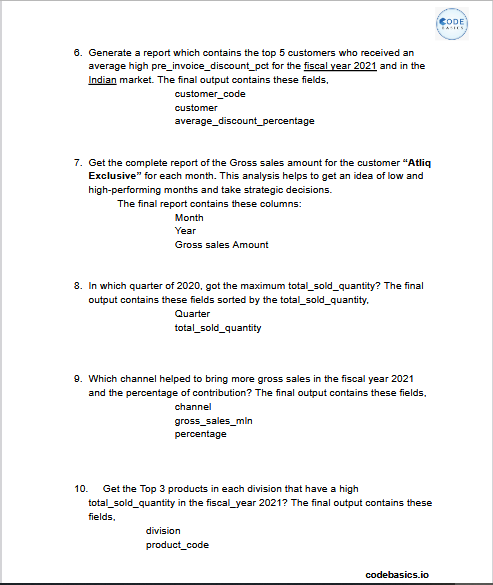 CODE
BASICS
6. Generate a report which contains the top 5 customers who received an
average high pre_invoice_discount_pct for the fiscal year 2021 and in the
Indian market. The final output contains these fields,
customer_code
customer
average_discount_percentage
7. Get the complete report of the Gross sales amount for the customer “Atliq
Exclusive” for each month. This analysis helps to get an idea of low and
high-performing months and take strategic decisions.
The final report contains these columns:
Month
Year
Gross sales Amount
8. In which quarter of 2020, got the maximum total_sold_quantity? The final
output contains these fields sorted by the total_sold_quantity,
Quarter
total_sold_quantity
9. Which channel helped to bring more gross sales in the fiscal year 2021
and the percentage of contribution? The final output contains these fields,
channel
gross_sales_mln
percentage
10. Get the Top 3 products in each division that have a high
total_sold_quantity in the fiscal_year 2021? The final output contains these
fields,
division
product_code
codebasics.io